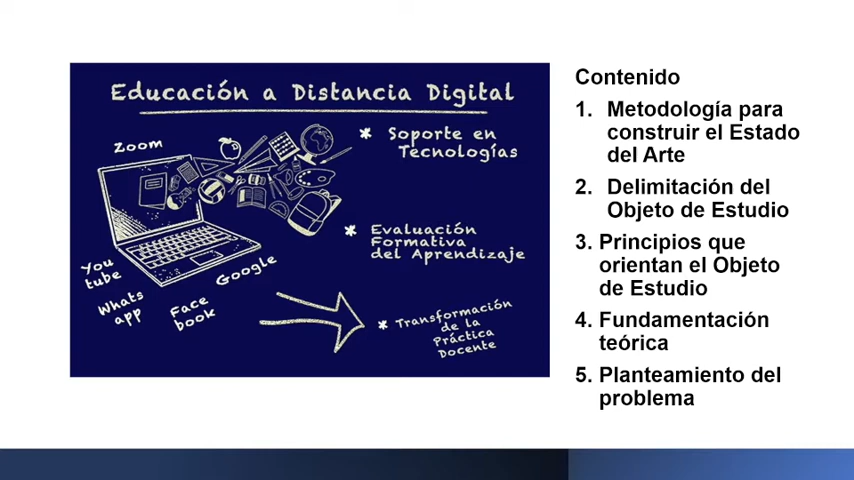 Educación a Distancia Digital
Zoom
* Soporte en
Tecnologías
* Evaluación
Formativa
del Aprendizaje
You
tube
Whats
app
Face
book
Google
* Transformación
de la
Práctica
Docente
Contenido
1. Metodología para
construir el Estado
del Arte
2. Delimitación del
Objeto de Estudio
3. Principios que
orientan el Objeto
de Estudio
4. Fundamentación
teórica
5. Planteamiento del
problema